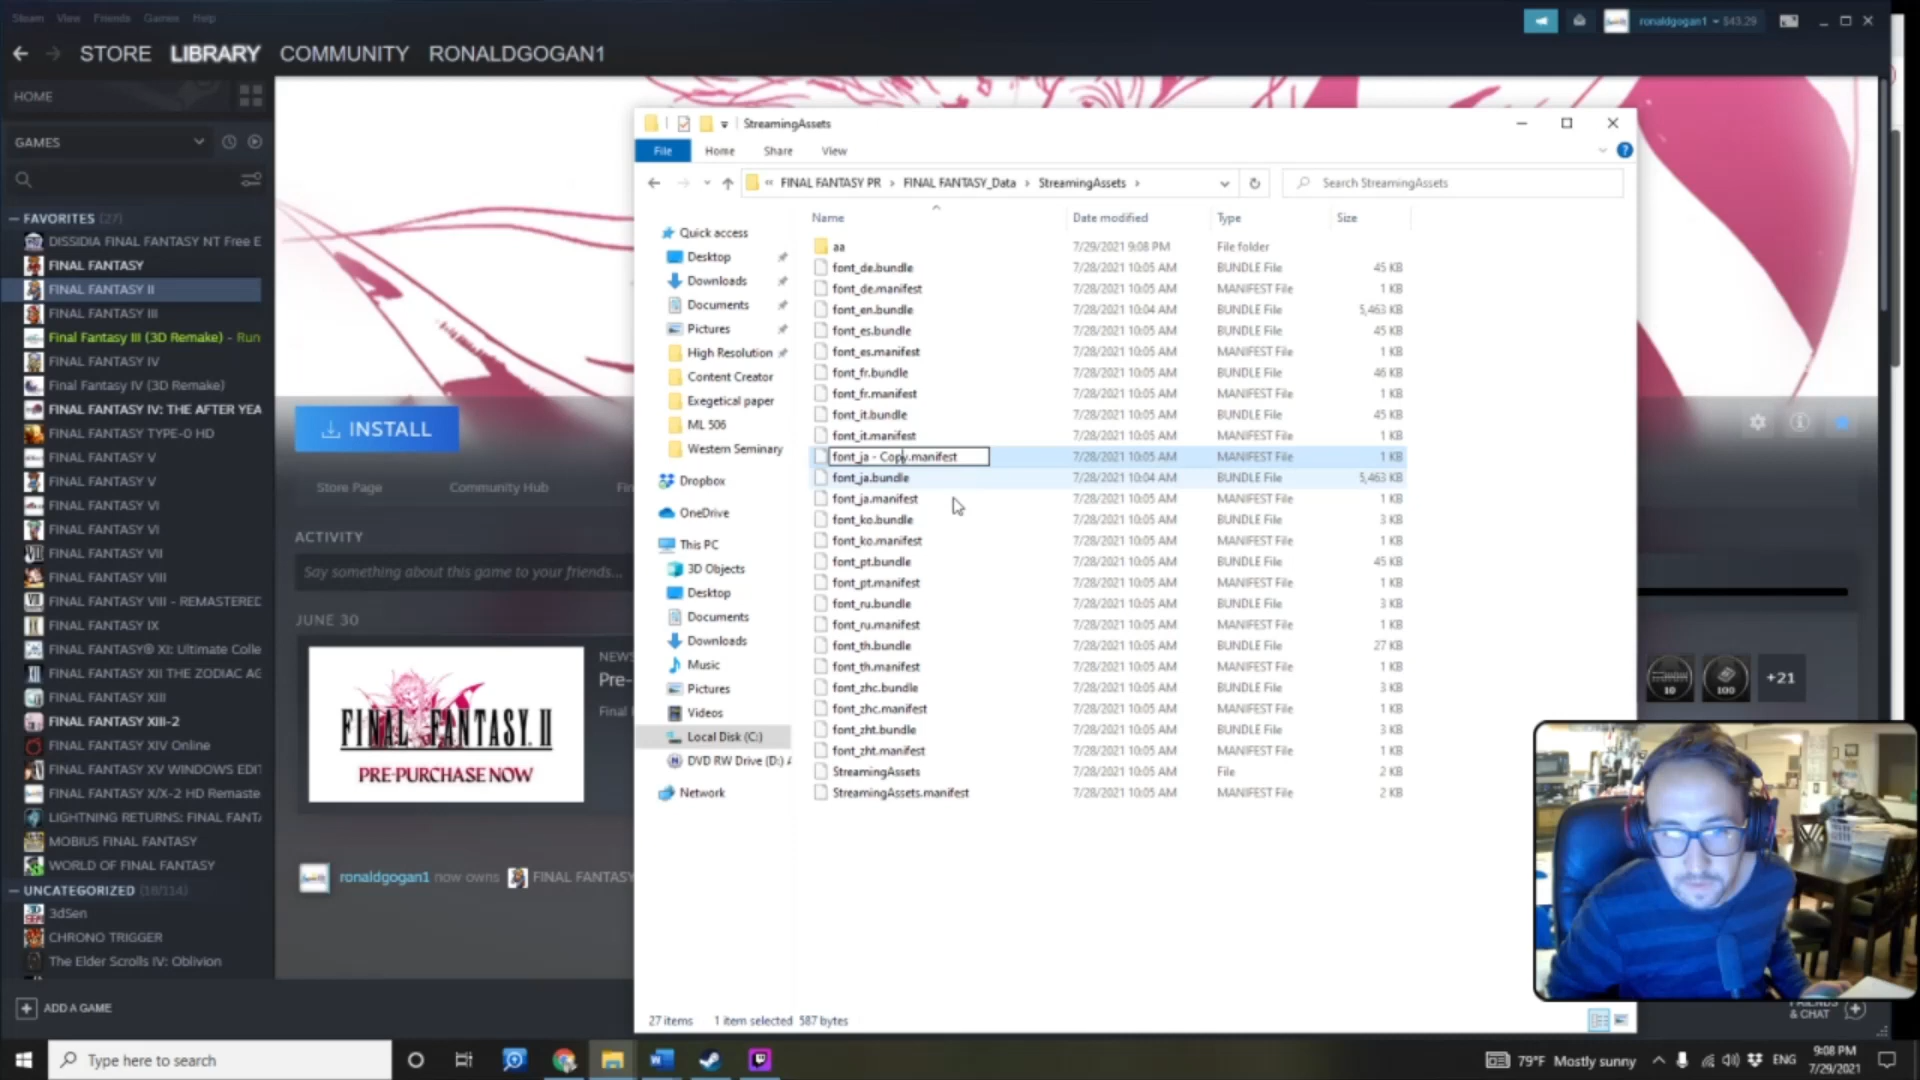 Steam View Friends Games Help
ronaldgogan1 $43.29
STORE LIBRARY COMMUNITY RONALDGOGAN1
HOME
GAMES
FAVORITES (27)
DISSIDIA FINAL FANTASY NT Free E
FINAL FANTASY
FINAL FANTASY II
FINAL FANTASY III
Final Fantasy III (3D Remake) - Run
FINAL FANTASY IV
Final Fantasy IV (3D Remake)
FINAL FANTASY IV: THE AFTER YEA
FINAL FANTASY TYPE-0 HD
FINAL FANTASY V
FINAL FANTASY V
FINAL FANTASY VI
FINAL FANTASY VI
FINAL FANTASY VII
FINAL FANTASY VIII
FINAL FANTASY VIII - REMASTERED
FINAL FANTASY IX
FINAL FANTASY® XI: Ultimate Colle
FINAL FANTASY XII THE ZODIAC AG
FINAL FANTASY XIII
FINAL FANTASY XIII-2
FINAL FANTASY XIV Online
FINAL FANTASY XV WINDOWS EDIT
FINAL FANTASY X/X-2 HD Remaste
LIGHTNING RETURNS: FINAL FANTA
MOBIUS FINAL FANTASY
WORLD OF FINAL FANTASY
UNCATEGORIZED
3dSen
CHRONO TRIGGER
The Elder Scrolls IV: Oblivion
ADD A GAME
INSTALL
Store Page Community Hub Fin
ACTIVITY
Say something about this game to your friends...
JUNE 30
FINAL FANTASY II
PRE-PURCHASE NOW
NEWS
Pre-
Final
ronaldgogan1 now owns FINAL FANTASY
StreamingAssets
File Home Share View
« FINAL FANTASY PR › FINAL FANTASY_Data › StreamingAssets ›
Search StreamingAssets
Quick access
Desktop
Downloads
Documents
Pictures
High Resolution
Content Creator
Exegetical paper
ML 506
Western Seminary
Dropbox
OneDrive
This PC
3D Objects
Desktop
Documents
Downloads
Music
Pictures
Videos
Local Disk (C:)
DVD RW Drive (D:) A
Network
Name Date modified Type Size
aa 7/29/2021 9:08 PM File folder
font_de.bundle 7/28/2021 10:05 AM BUNDLE File 45 KB
font_de.manifest 7/28/2021 10:05 AM MANIFEST File 1 KB
font_en.bundle 7/28/2021 10:04 AM BUNDLE File 5,463 KB
font_es.bundle 7/28/2021 10:05 AM BUNDLE File 45 KB
font_es.manifest 7/28/2021 10:05 AM MANIFEST File 1 KB
font_fr.bundle 7/28/2021 10:05 AM BUNDLE File 46 KB
font_fr.manifest 7/28/2021 10:05 AM MANIFEST File 1 KB
font_it.bundle 7/28/2021 10:05 AM BUNDLE File 45 KB
font_it.manifest 7/28/2021 10:05 AM MANIFEST File 1 KB
font_ja - Copy.manifest 7/28/2021 10:05 AM MANIFEST File 1 KB
font_ja.bundle 7/28/2021 10:04 AM BUNDLE File 5,463 KB
font_ja.manifest 7/28/2021 10:05 AM MANIFEST File 1 KB
font_ko.bundle 7/28/2021 10:05 AM BUNDLE File 3 KB
font_ko.manifest 7/28/2021 10:05 AM MANIFEST File 1 KB
font_pt.bundle 7/28/2021 10:05 AM BUNDLE File 45 KB
font_pt.manifest 7/28/2021 10:05 AM MANIFEST File 1 KB
font_ru.bundle 7/28/2021 10:05 AM BUNDLE File 3 KB
font_ru.manifest 7/28/2021 10:05 AM MANIFEST File 1 KB
font_th.bundle 7/28/2021 10:05 AM BUNDLE File 27 KB
font_th.manifest 7/28/2021 10:05 AM MANIFEST File 1 KB
font_zhc.bundle 7/28/2021 10:05 AM BUNDLE File 3 KB
font_zhc.manifest 7/28/2021 10:05 AM MANIFEST File 1 KB
font_zht.bundle 7/28/2021 10:05 AM BUNDLE File 3 KB
font_zht.manifest 7/28/2021 10:05 AM MANIFEST File 1 KB
StreamingAssets 7/28/2021 10:05 AM File 2 KB
StreamingAssets.manifest 7/28/2021 10:05 AM MANIFEST File 2 KB
27 items 1 item selected 587 bytes
10 100 +21
FRIENDS
& CHAT
Type here to search
79°F Mostly sunny ENG
9:08 PM
7/29/2021